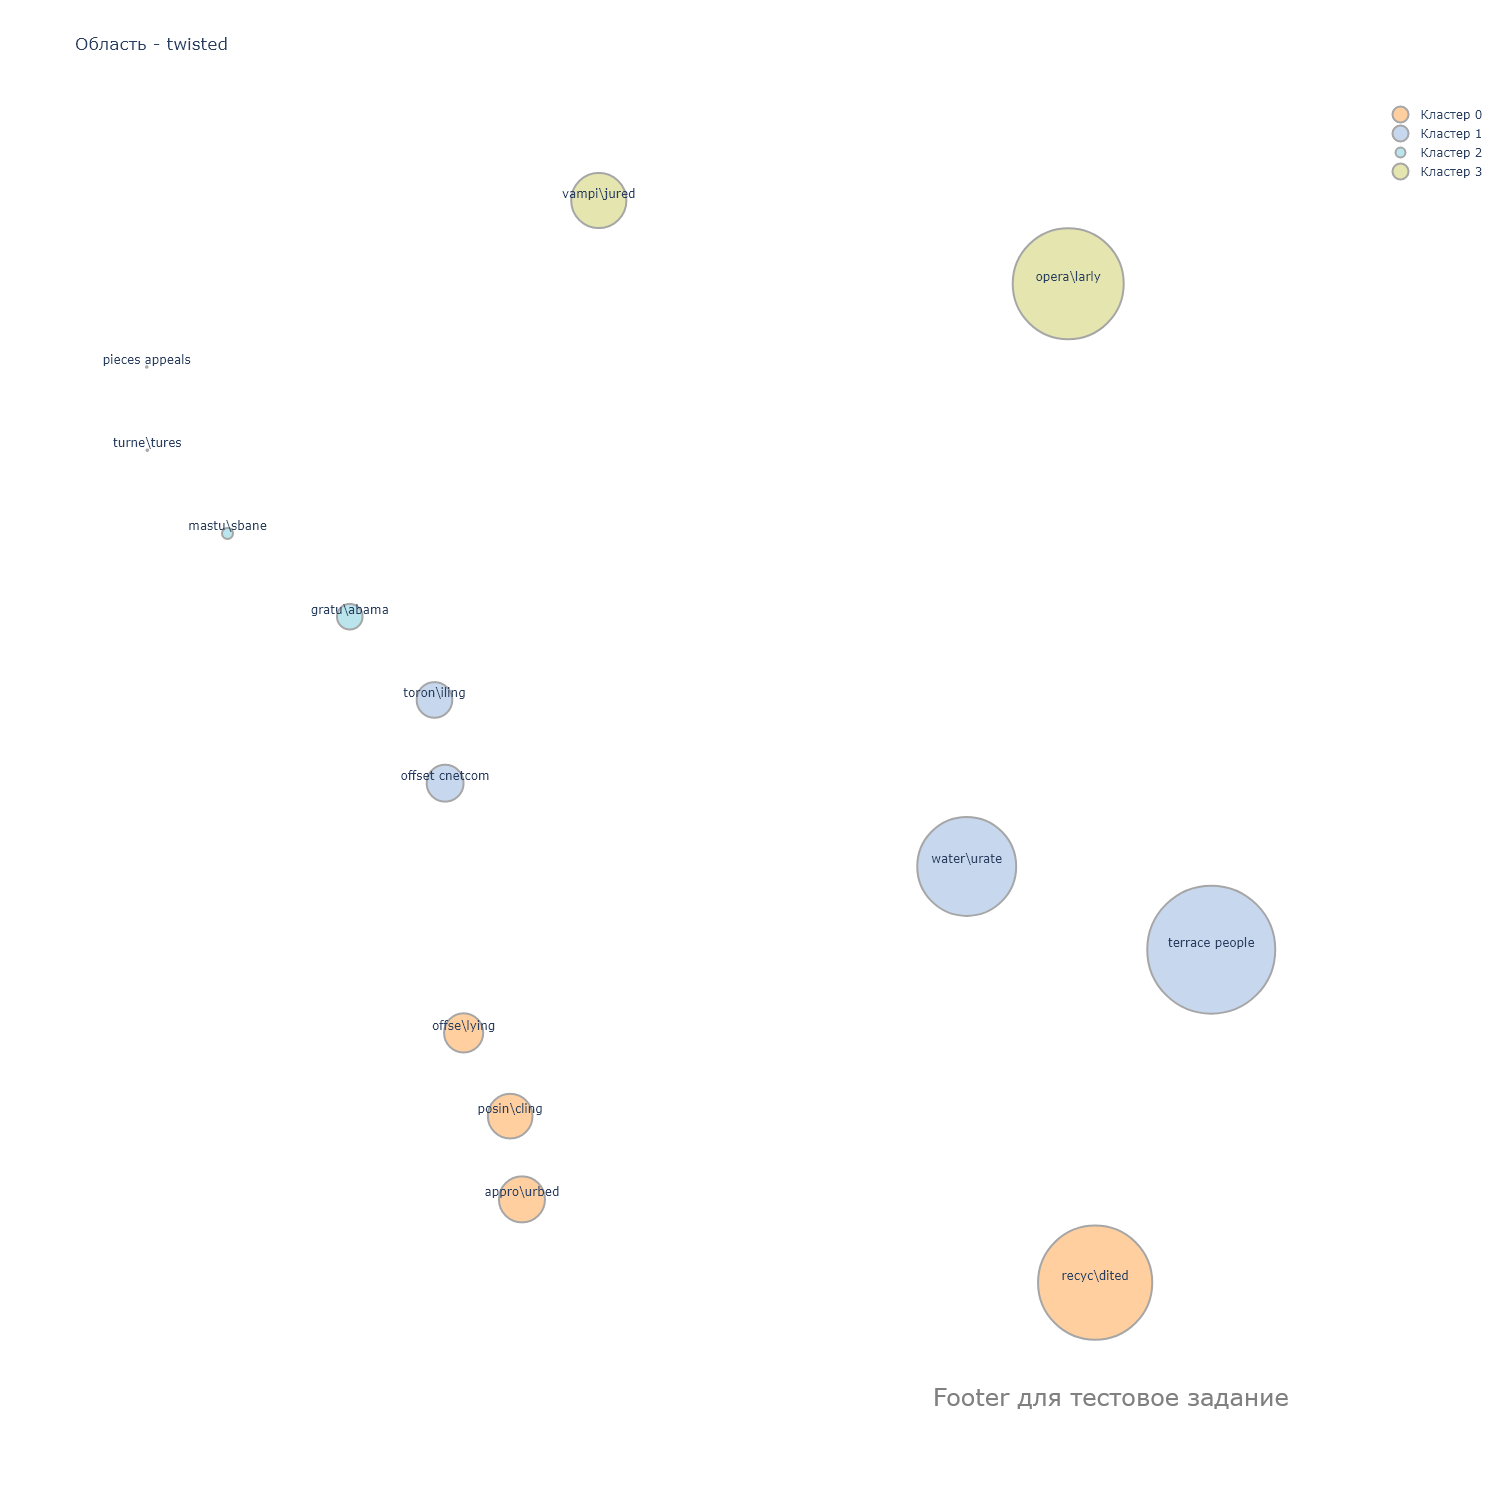 Область - twisted
Кластер 0
Кластер 1
Кластер 2
Кластер 3
vampi\jured
opera\larly
pieces appeals
turne\tures
mastu\sbane
gratu\abama
toron\iling
offset cnetcom
water\urate
terrace people
offse\lying
posin\cling
appro\urbed
recyc\dited
Footer для тестовое задание